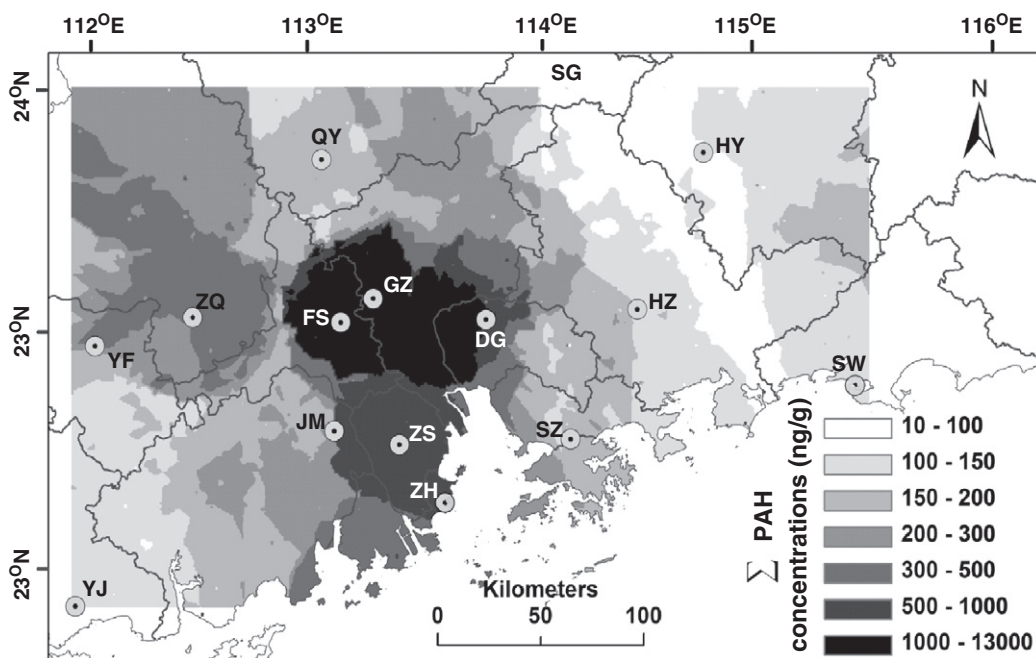 112°E 113°E 114°E 115°E 116°E
24°N
23°N
23°N
SG
N
QY
HY
GZ
ZQ
FS
HZ
DG
YF
SW
JM
ZS
SZ
ZH
YJ
Kilometers
0 50 100
∑ PAH
concentrations (ng/g)
10 - 100
100 - 150
150 - 200
200 - 300
300 - 500
500 - 1000
1000 - 13000